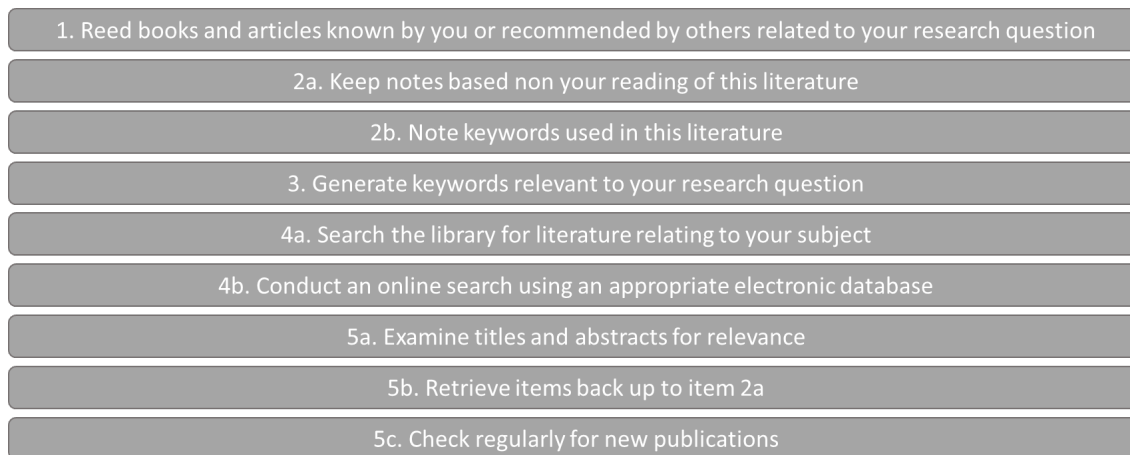 1. Reed books and articles known by you or recommended by others related to your research question
2a. Keep notes based non your reading of this literature
2b. Note keywords used in this literature
3. Generate keywords relevant to your research question
4a. Search the library for literature relating to your subject
4b. Conduct an online search using an appropriate electronic database
5a. Examine titles and abstracts for relevance
5b. Retrieve items back up to item 2a
5c. Check regularly for new publications